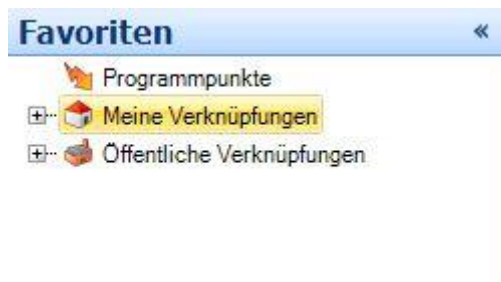 Favoriten «
Programmpunkte
Meine Verknüpfungen
Öffentliche Verknüpfungen